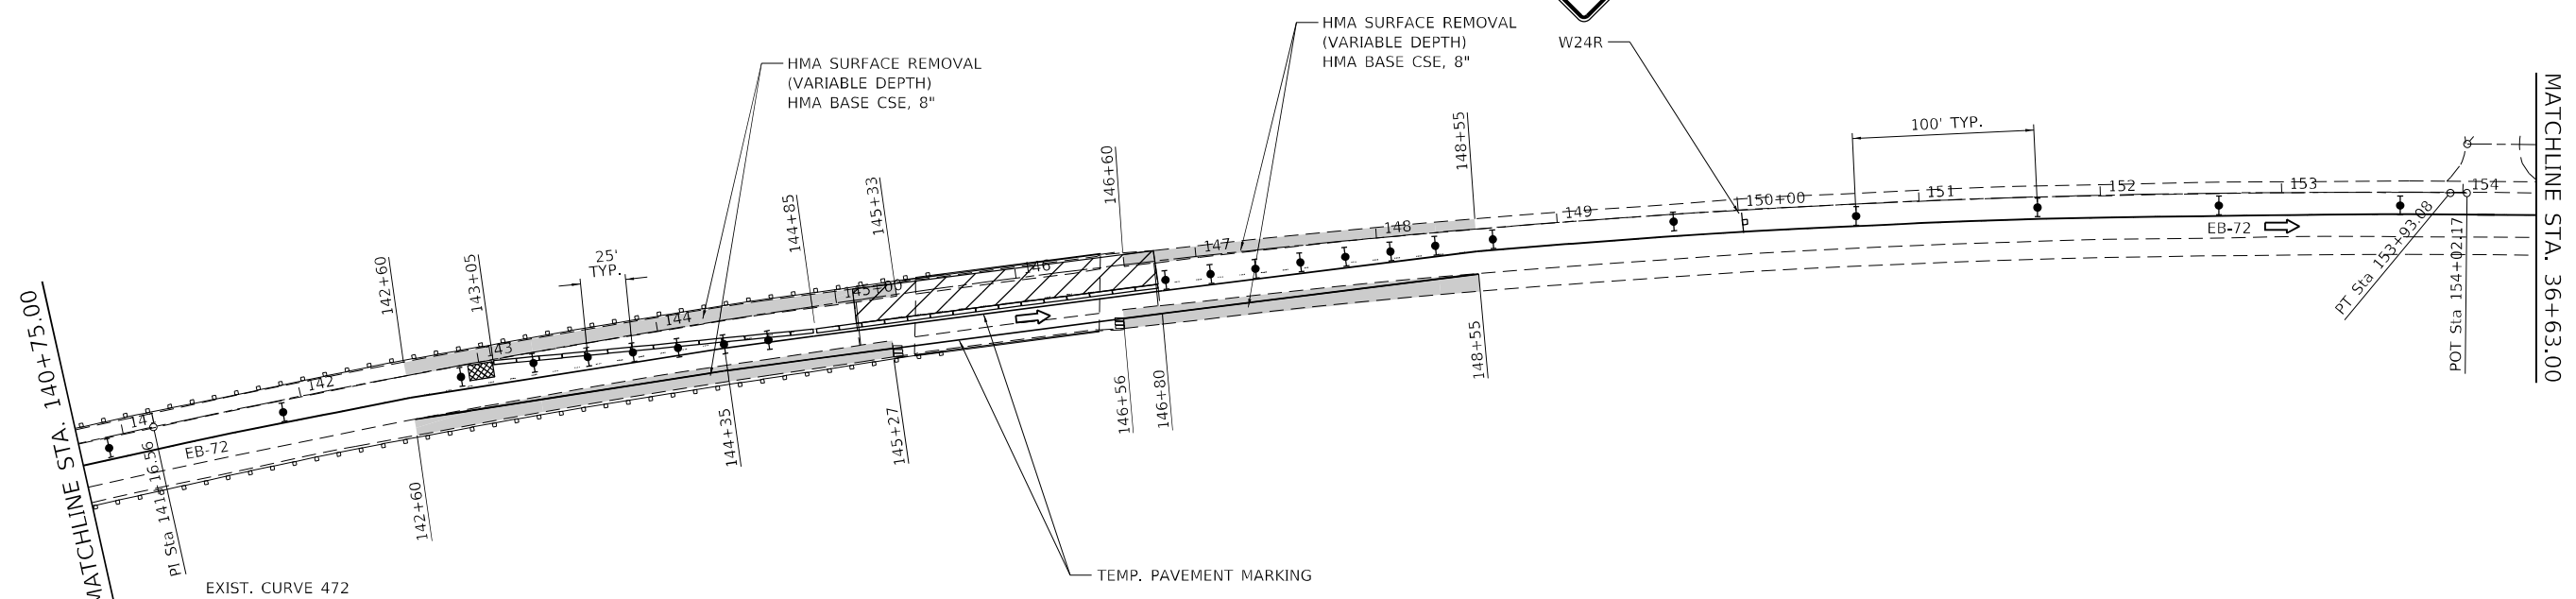 HMA SURFACE REMOVAL
(VARIABLE DEPTH)
HMA BASE CSE, 8"
HMA SURFACE REMOVAL
(VARIABLE DEPTH)
HMA BASE CSE, 8"
W24R
100' TYP.
25'
TYP.
MATCHLINE STA. 140+75.00
MATCHLINE STA. 36+63.00
142+60
143+05
144+85
145+33
146+60
148+55
141
142
143
144
145+00
146
147
148
149
150+00
151
152
153
154
EB-72
EB-72
PI Sta 141+16.56
142+60
144+35
145+27
146+56
146+80
148+55
PT Sta 153+93.08
POT Sta 154+02.17
TEMP. PAVEMENT MARKING
EXIST. CURVE 472